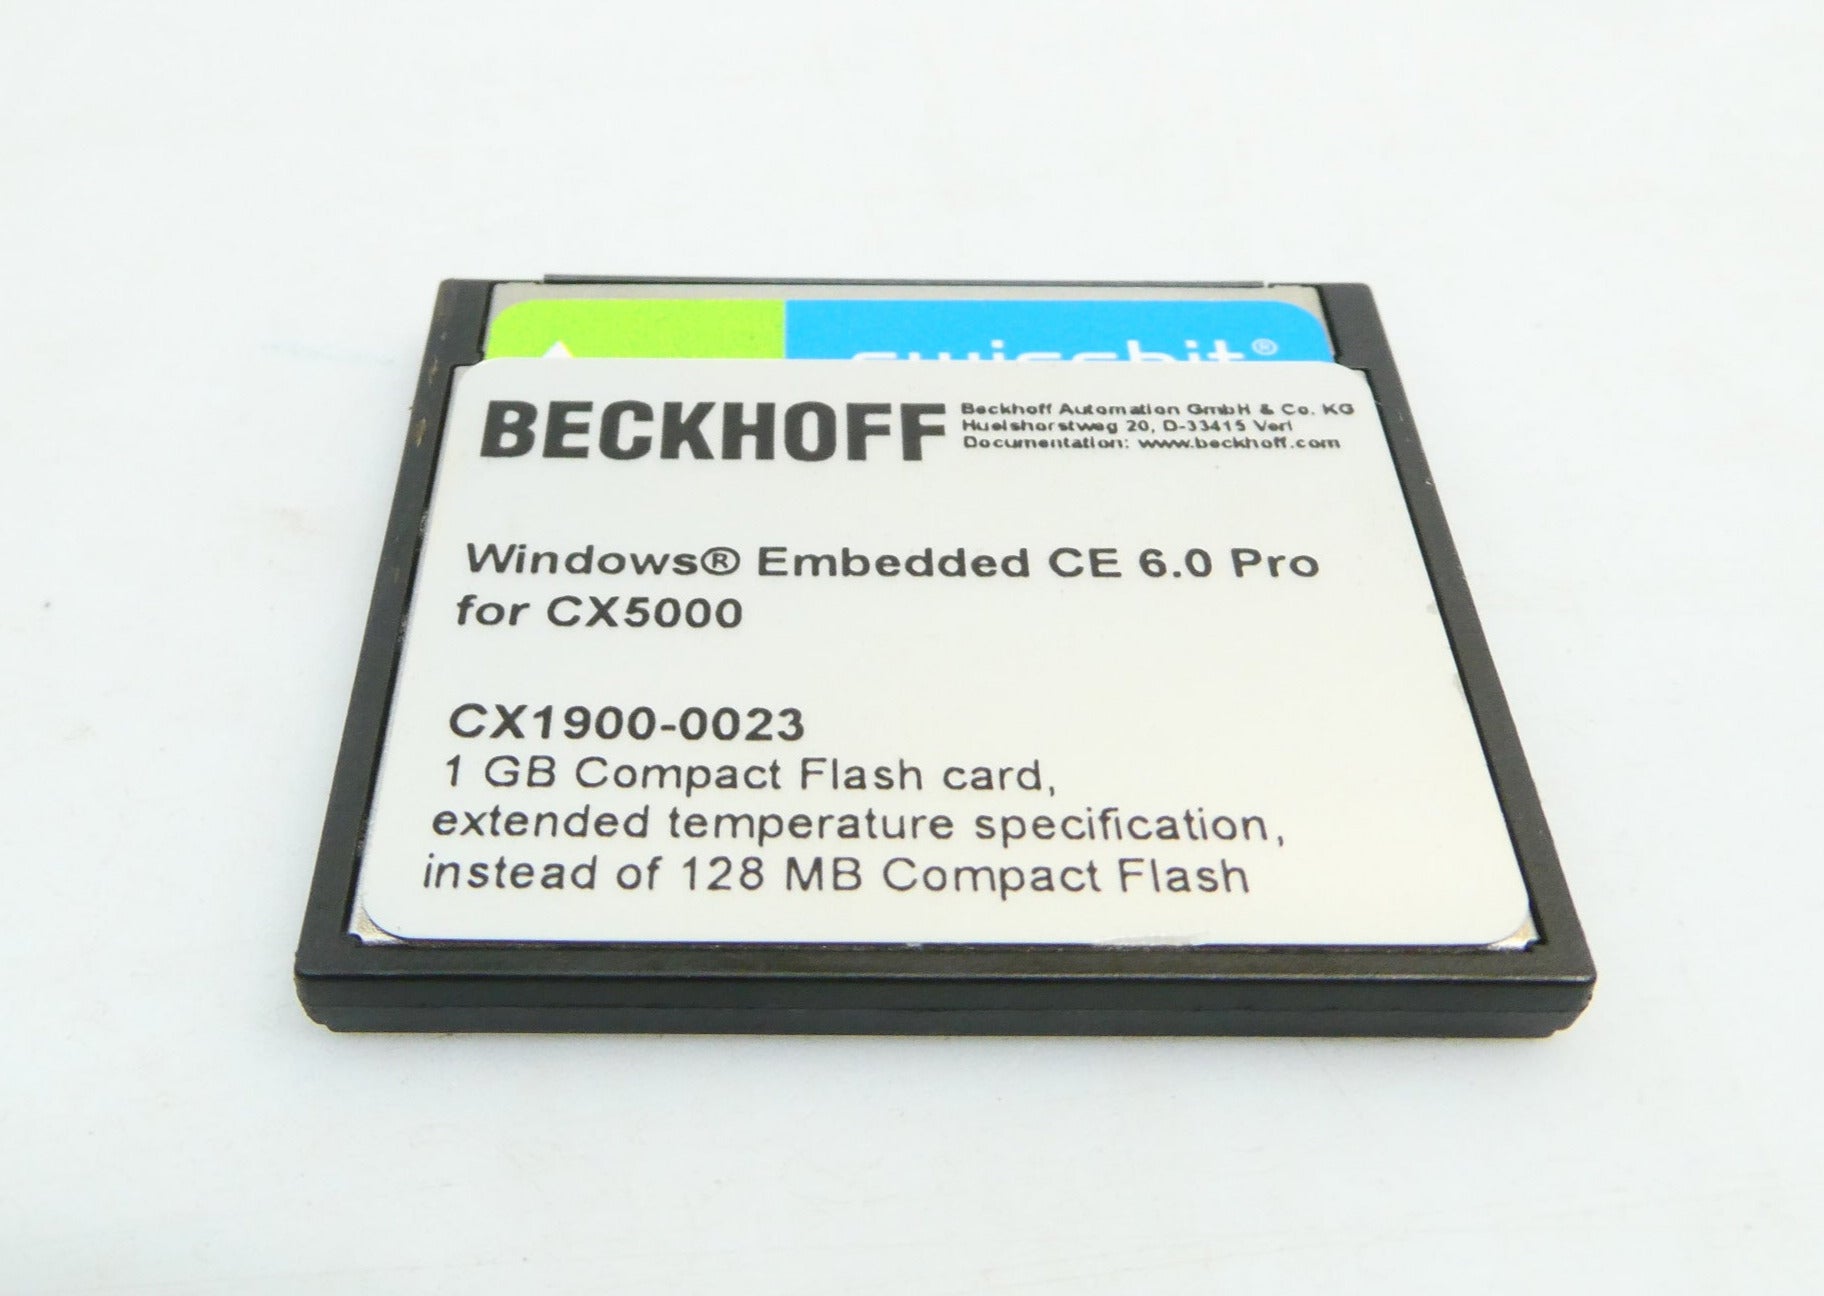 swissbit®
BECKHOFF
Beckhoff Automation GmbH & Co. KG
Huelshorstweg 20, D-33415 Verl
Documentation: www.beckhoff.com
Windows® Embedded CE 6.0 Pro
for CX5000
CX1900-0023
1 GB Compact Flash card,
extended temperature specification,
instead of 128 MB Compact Flash